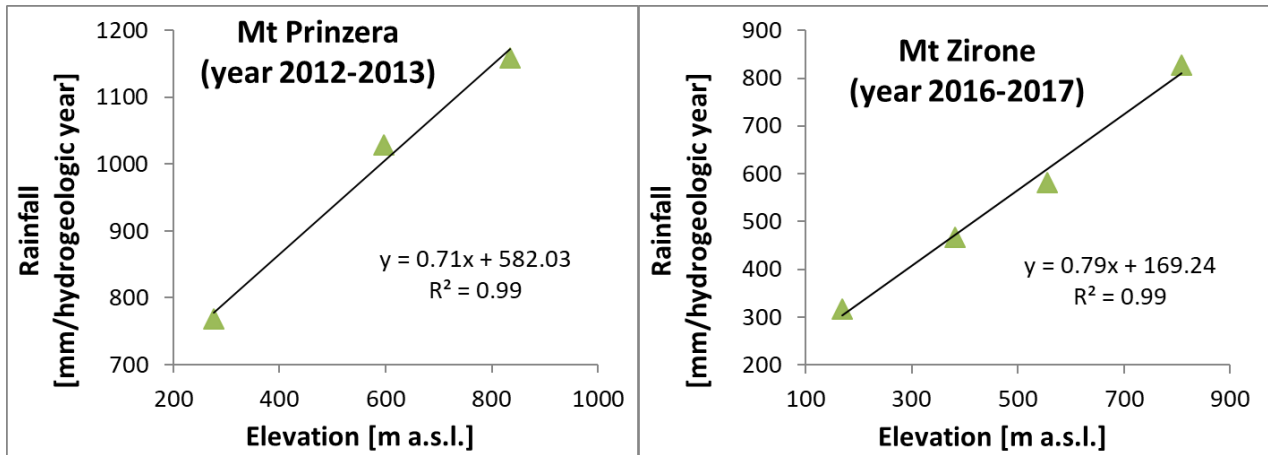 Mt Prinzera
(year 2012-2013)
1200
1100
1000
900
800
700
200
400
600
800
1000
Rainfall
[mm/hydrogeologic year]
Elevation [m a.s.l.]
y = 0.71x + 582.03
R² = 0.99
Mt Zirone
(year 2016-2017)
900
800
700
600
500
400
300
200
100
300
500
700
900
Rainfall
[mm/hydrogeologic year]
Elevation [m a.s.l.]
y = 0.79x + 169.24
R² = 0.99